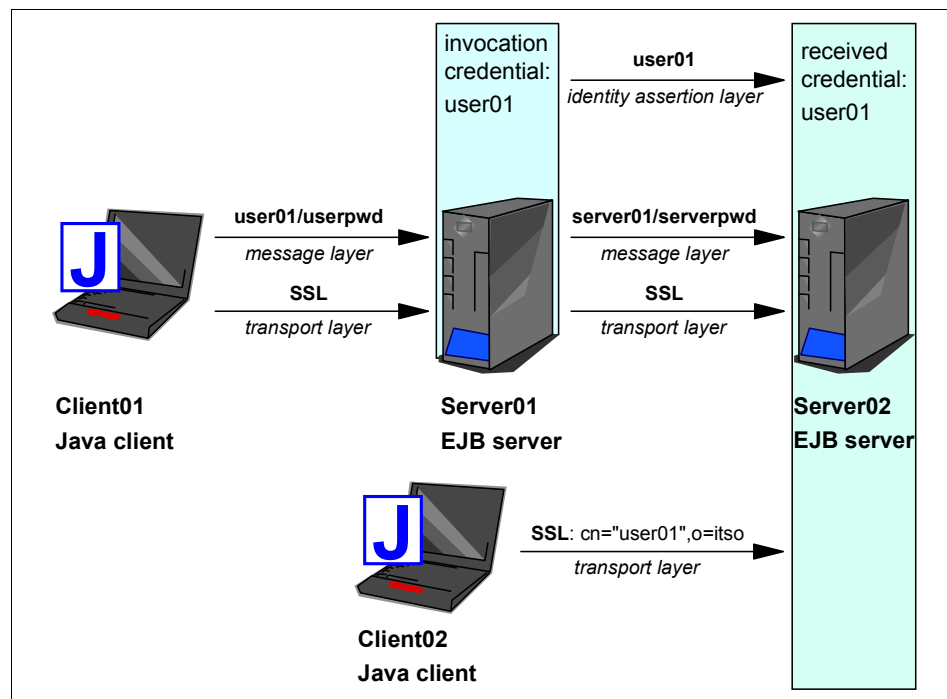 invocation
credential:
user01
user01
identity assertion layer
received
credential:
user01
J
user01/userpwd
message layer
SSL
transport layer
server01/serverpwd
message layer
SSL
transport layer
Client01
Java client
Server01
EJB server
Server02
EJB server
J
SSL: cn="user01",o=itso
transport layer
Client02
Java client